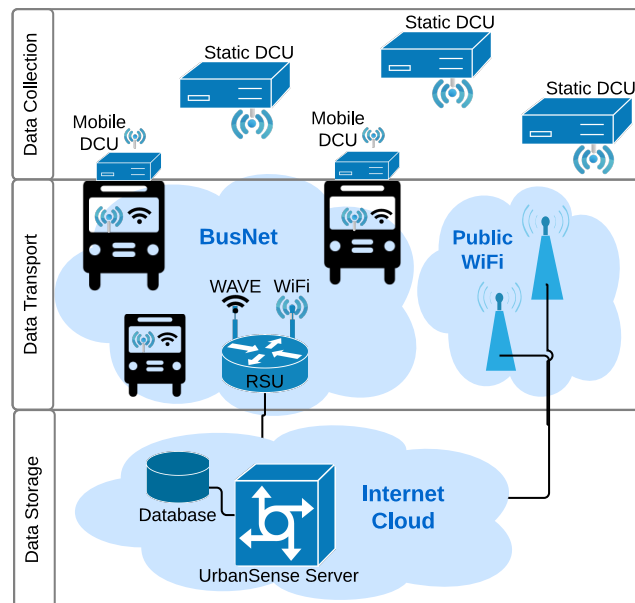 Data Collection
Static DCU
Static DCU
Static DCU
Mobile
DCU
Mobile
DCU
Data Transport
BusNet
Public
WiFi
WAVE
WiFi
RSU
Data Storage
Database
Internet
Cloud
UrbanSense Server